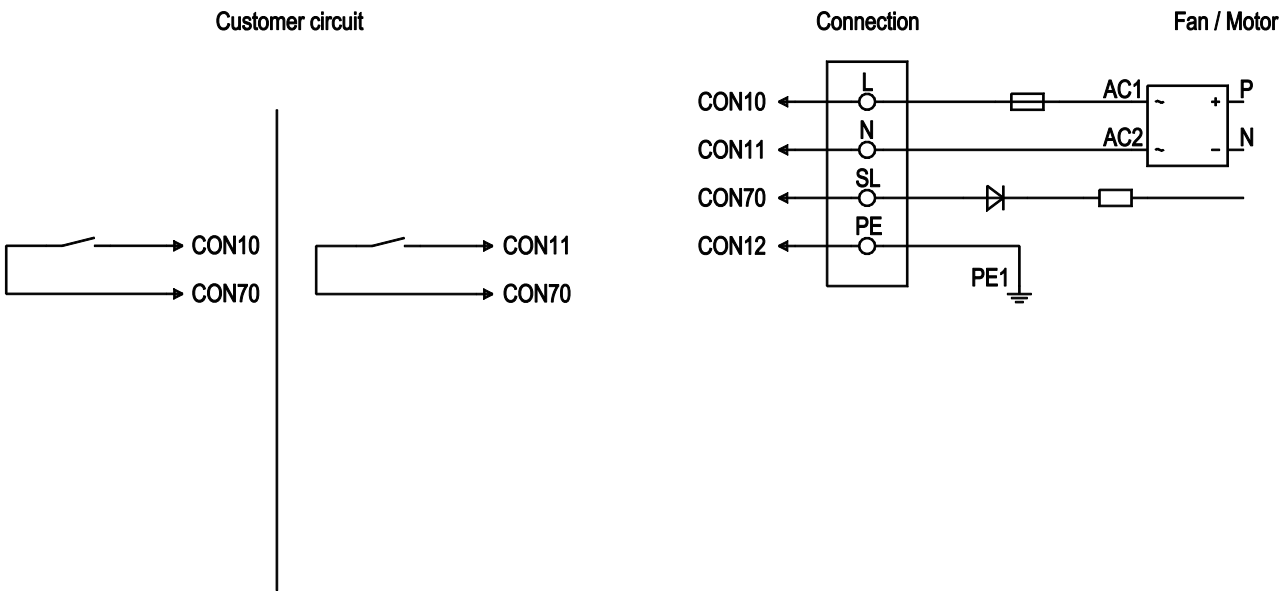 Customer circuit
Connection
Fan / Motor
L
CON10
AC1
~
+
P
N
CON11
AC2
~
−
N
SL
CON70
PE
CON12
PE1
CON10
CON70
CON11
CON70